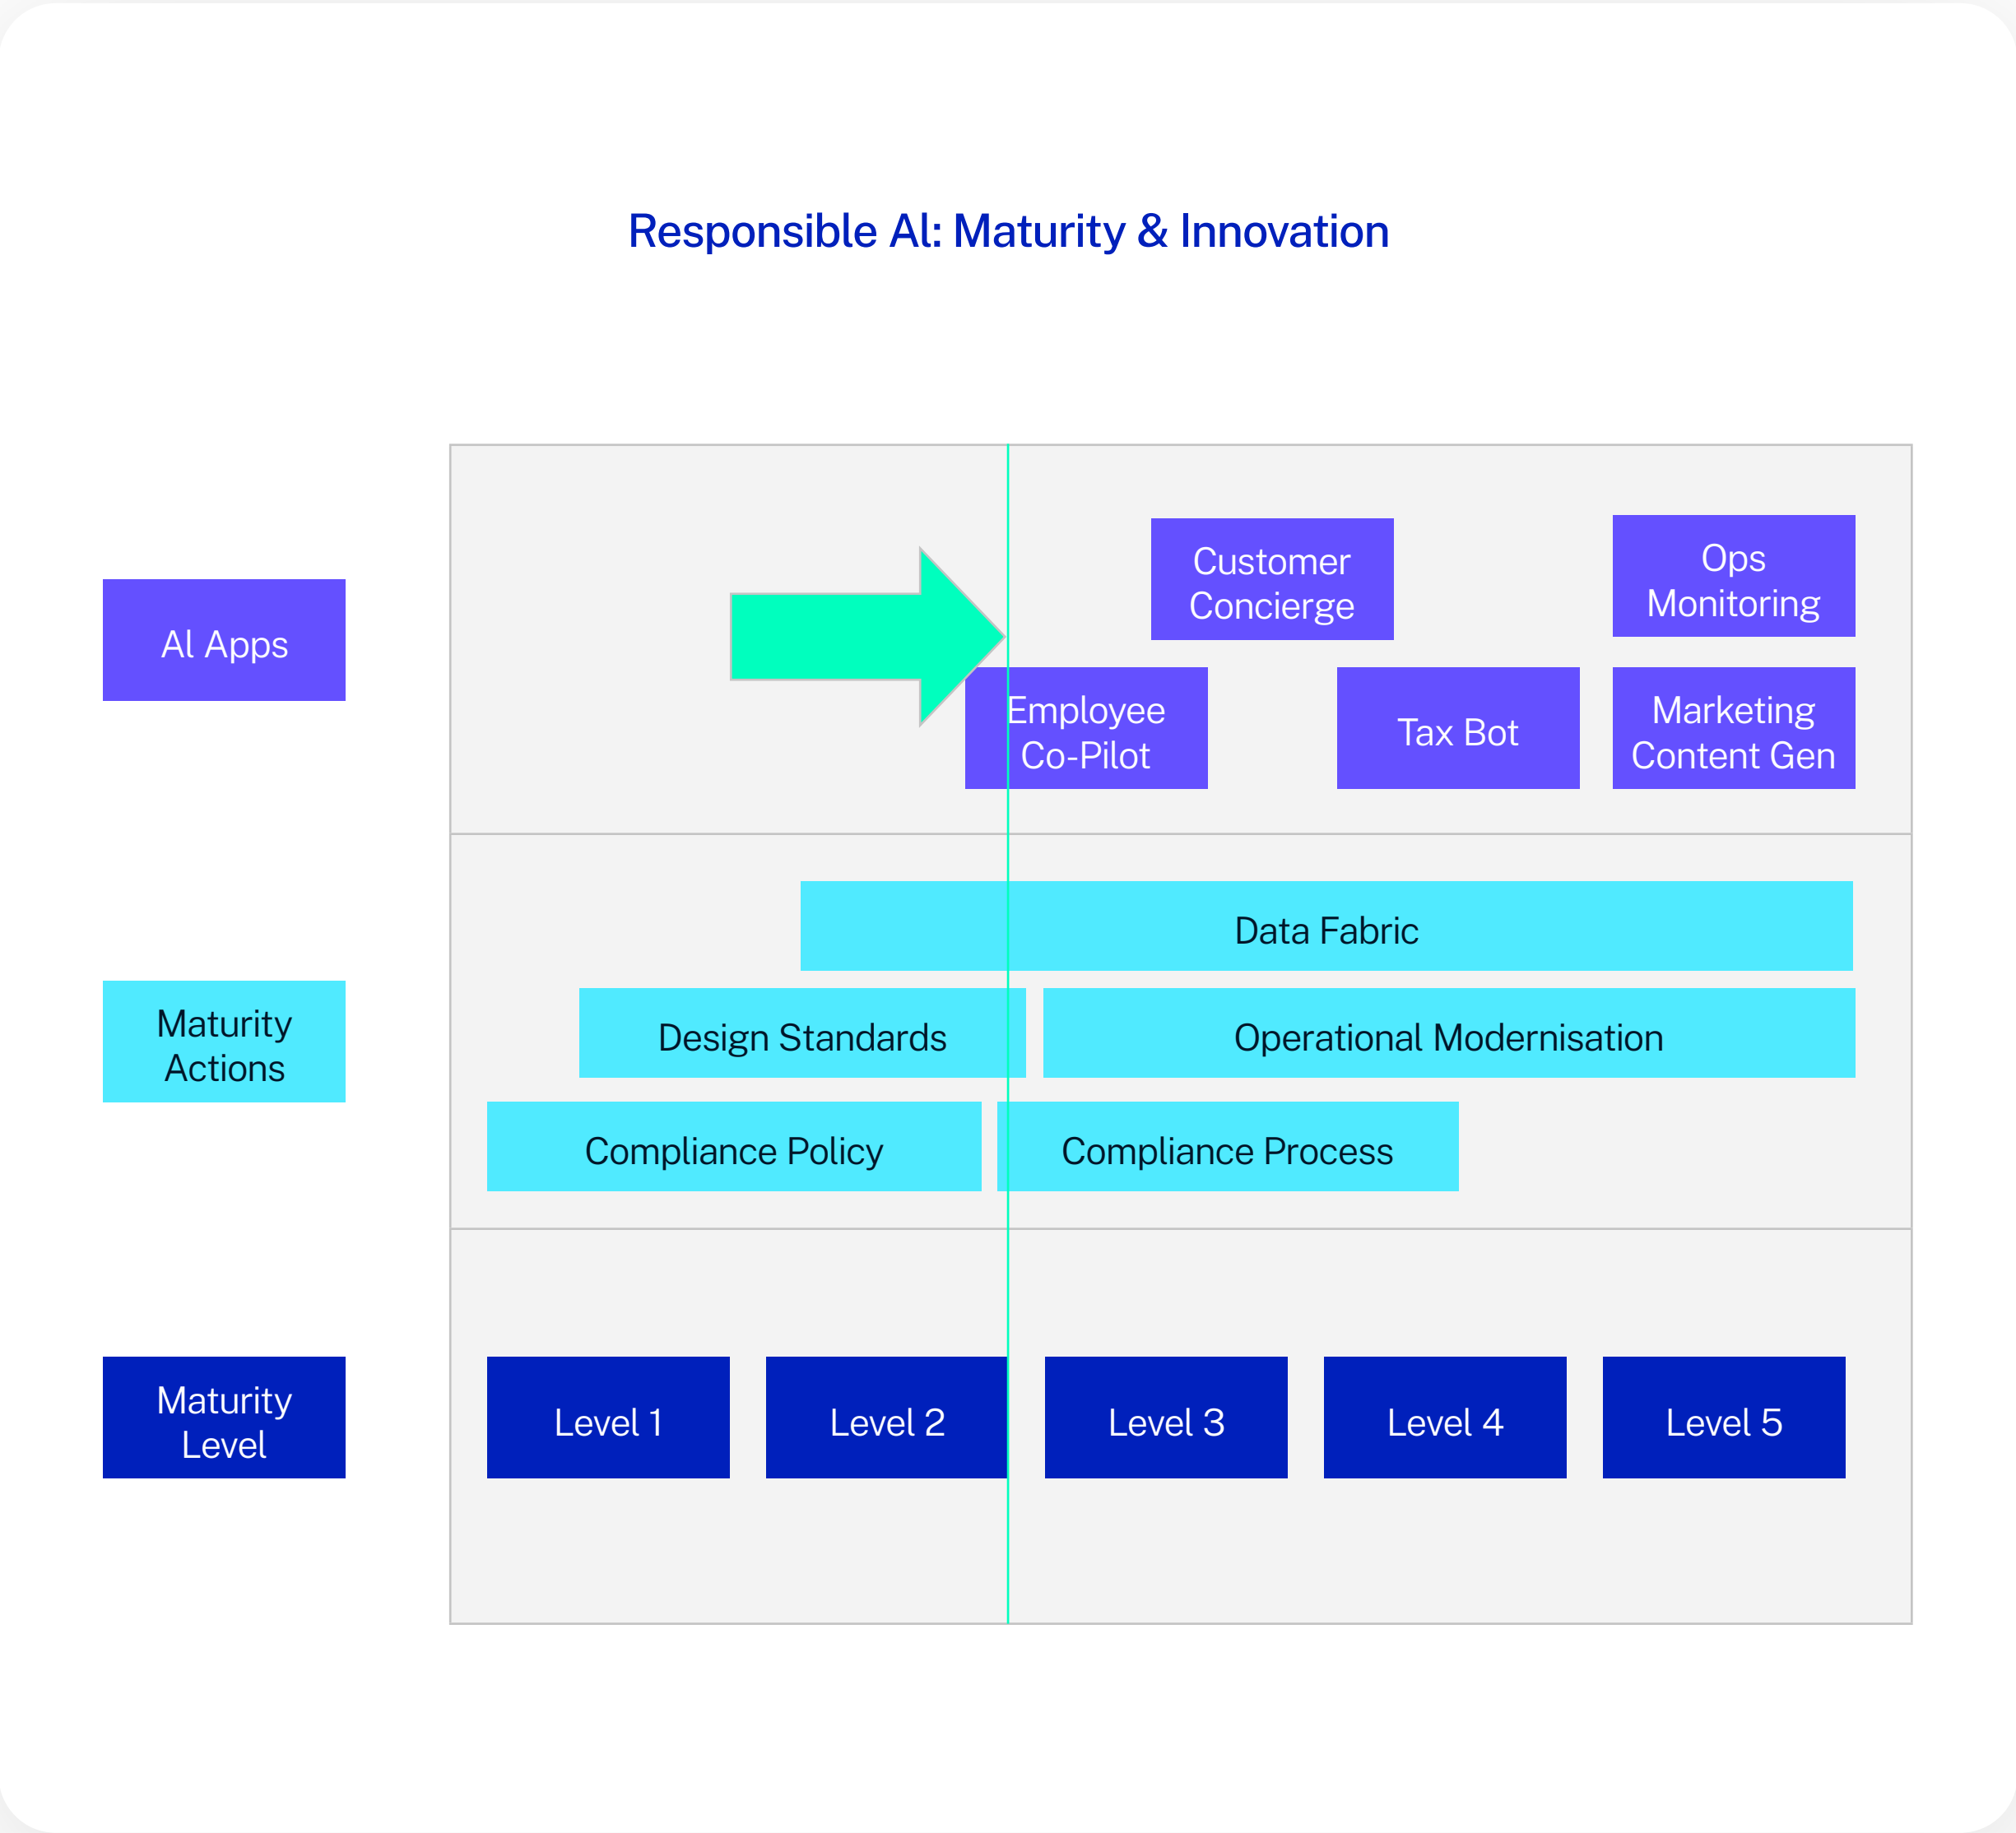 Responsible AI: Maturity & Innovation
AI Apps
Customer
Concierge
Ops
Monitoring
Employee
Co-Pilot
Tax Bot
Marketing
Content Gen
Maturity
Actions
Data Fabric
Design Standards
Operational Modernisation
Compliance Policy
Compliance Process
Maturity
Level
Level 1
Level 2
Level 3
Level 4
Level 5